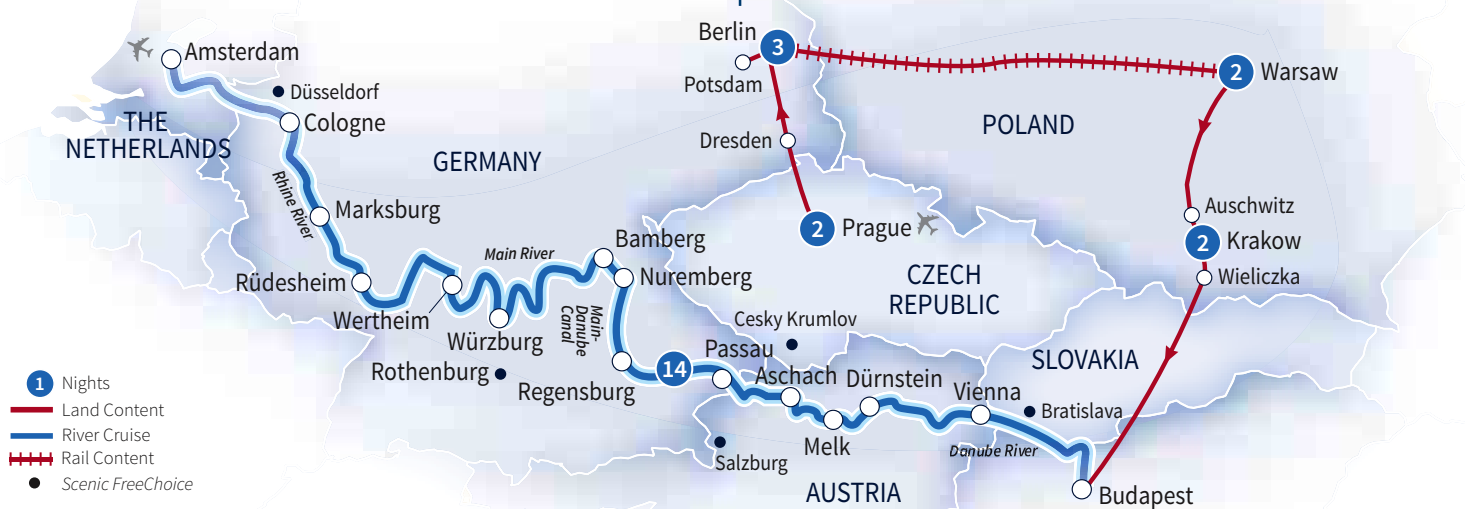 Berlin
3
Amsterdam
2
Warsaw
Potsdam
Düsseldorf
THE
NETHERLANDS
Cologne
POLAND
Dresden
GERMANY
Rhine River
Marksburg
Auschwitz
2
Prague
2
Krakow
Bamberg
Main River
Nuremberg
Wieliczka
Rüdesheim
CZECH
REPUBLIC
Wertheim
Main-
Danube
Canal
Cesky Krumlov
Würzburg
Passau
SLOVAKIA
Rothenburg
14
Aschach
Dürnstein
Regensburg
Vienna
1
Nights
Land Content
River Cruise
Rail Content
Scenic FreeChoice
Bratislava
Melk
Danube River
Salzburg
AUSTRIA
Budapest